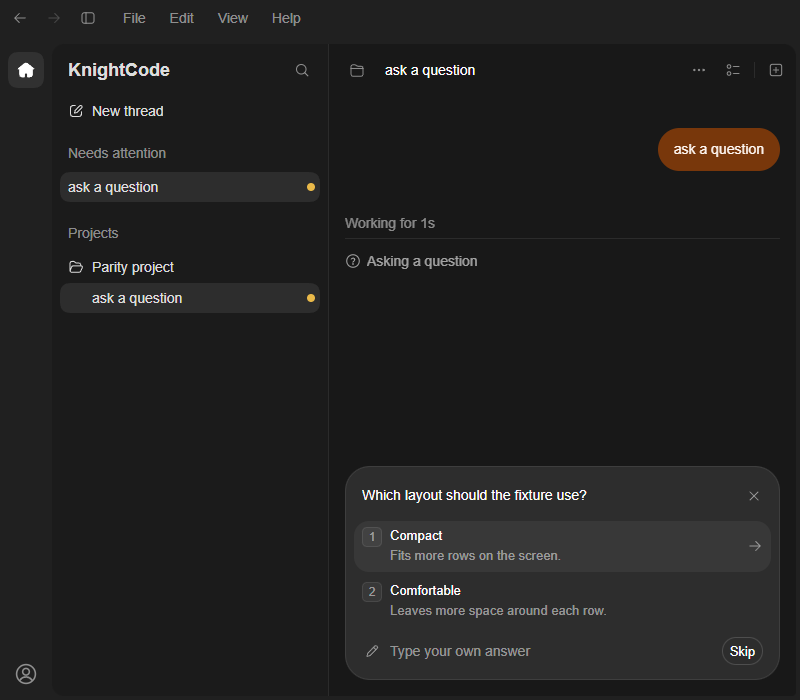 File Edit View Help
KnightCode
New thread
Needs attention
ask a question
Projects
Parity project
ask a question
ask a question
ask a question
Working for 1s
Asking a question
Which layout should the fixture use?
1 Compact
Fits more rows on the screen.
2 Comfortable
Leaves more space around each row.
Type your own answer
Skip